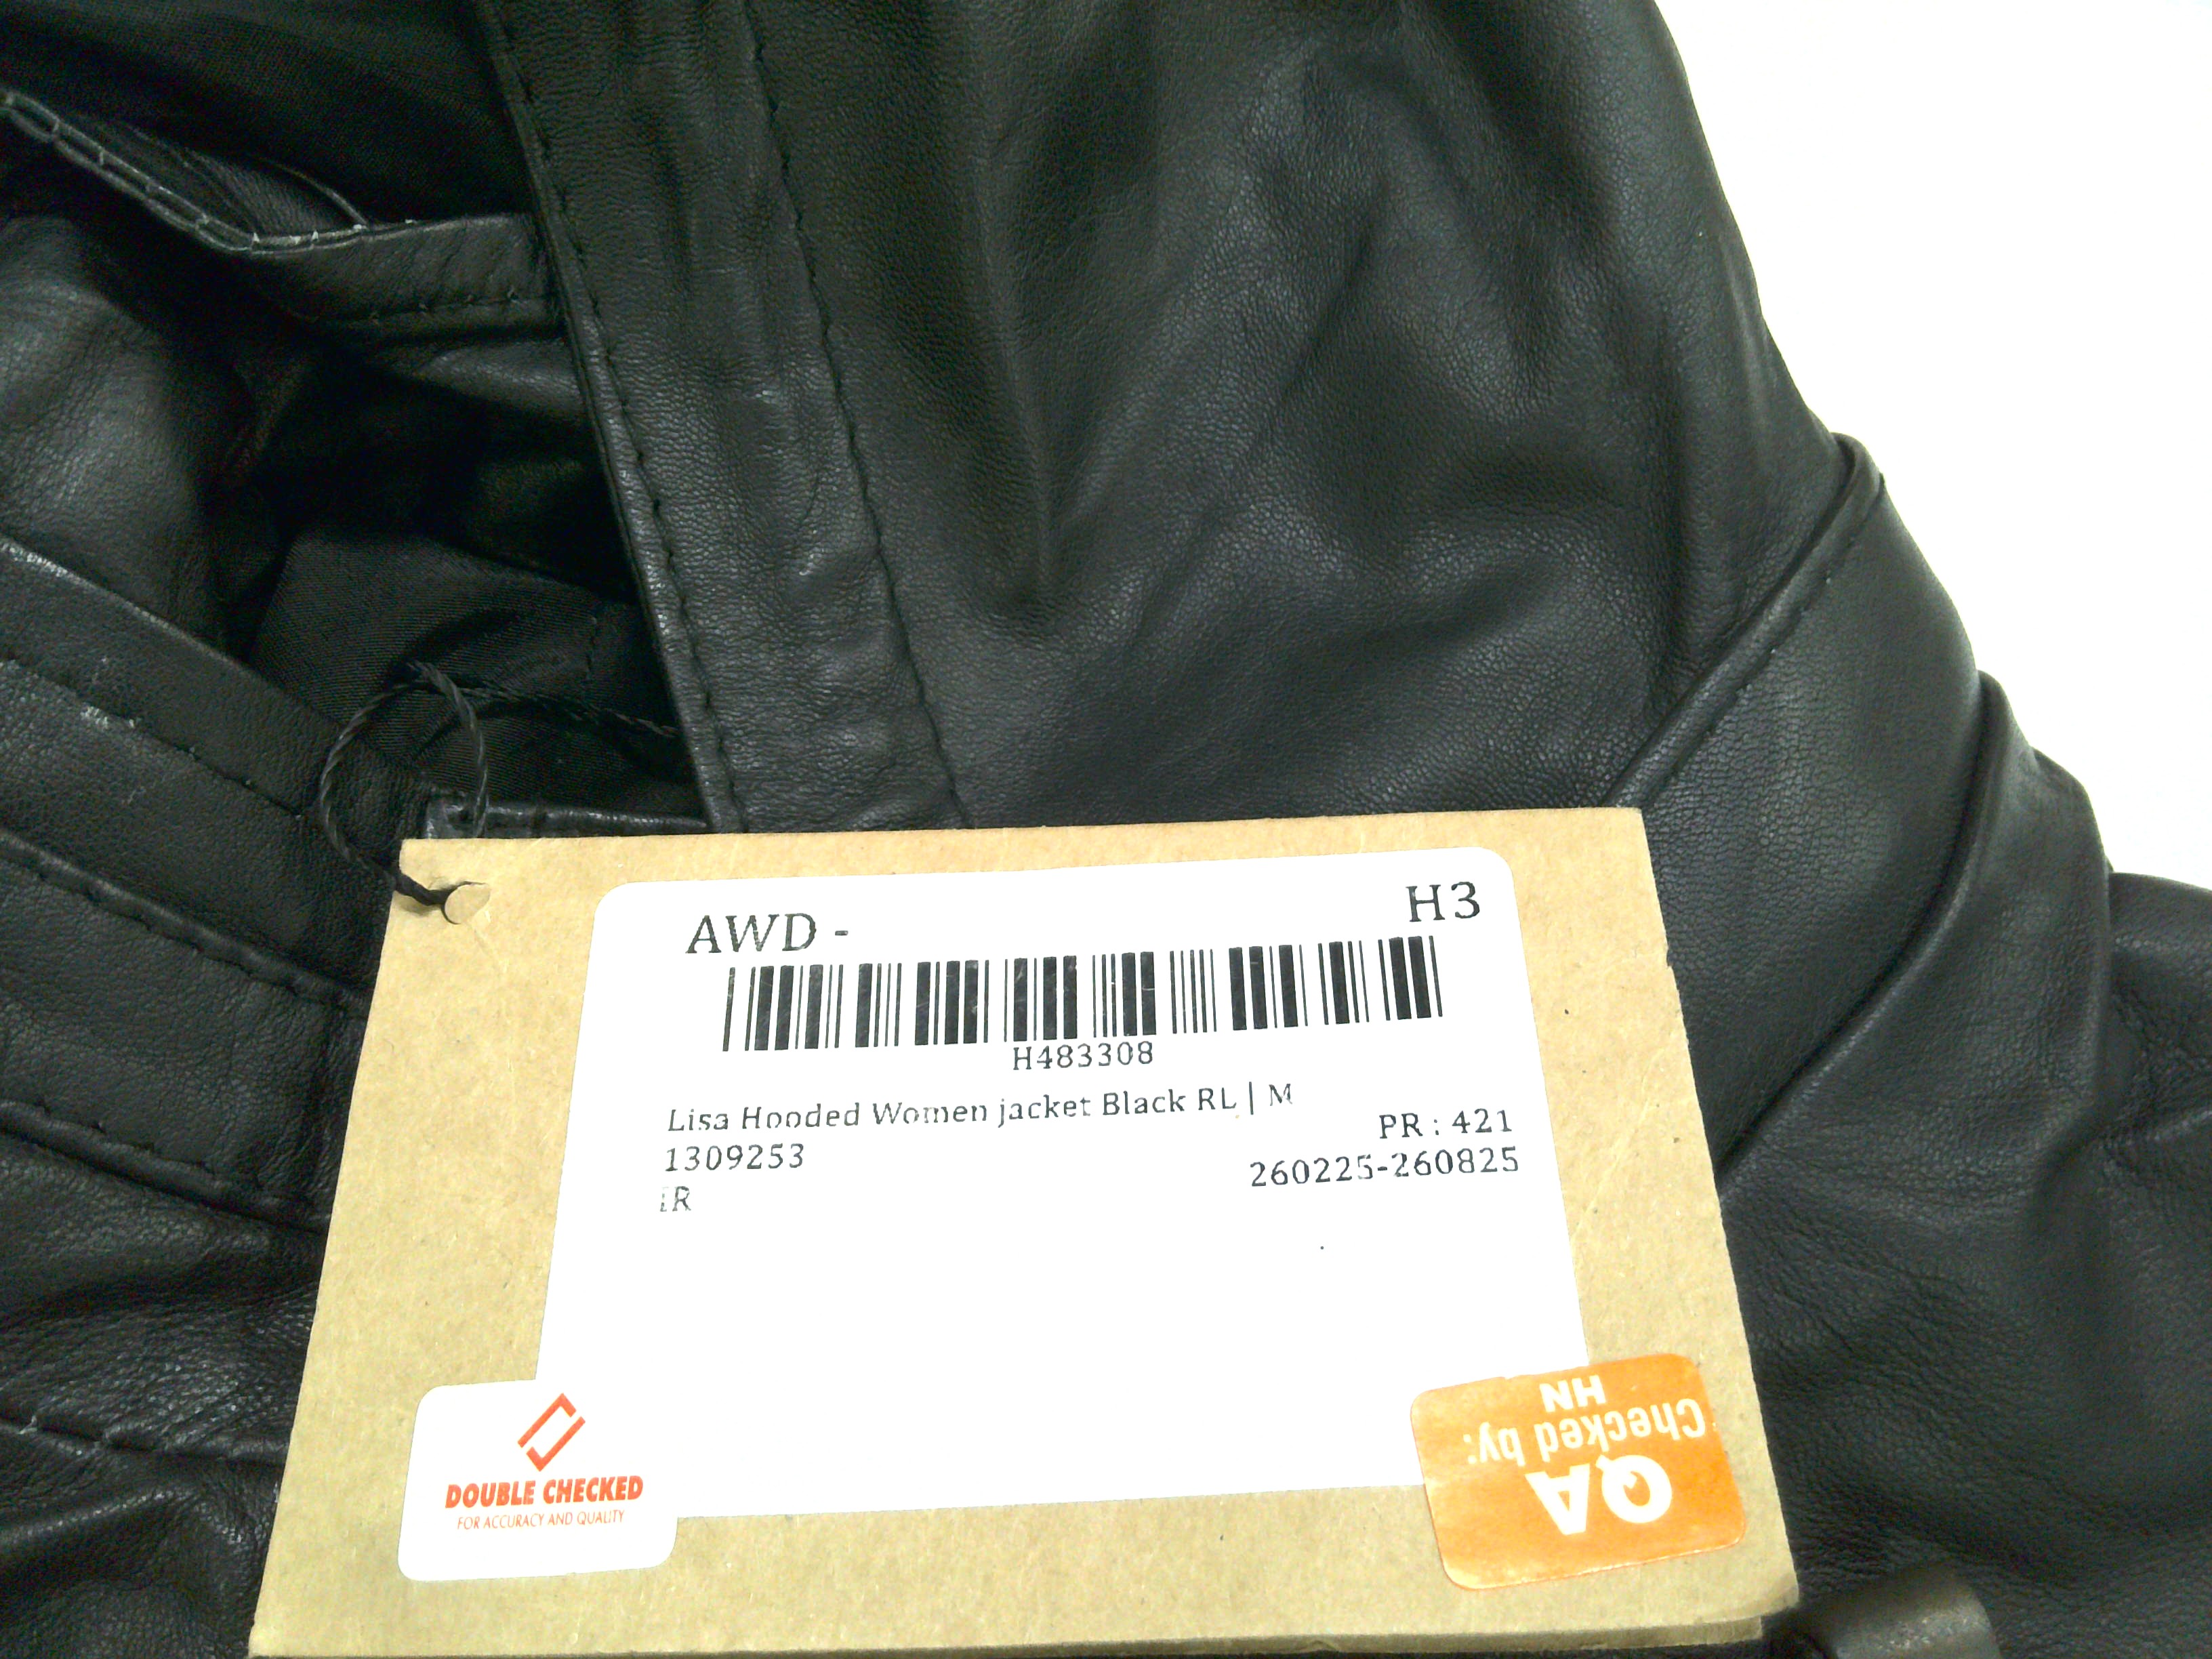 AWD -
H3
H483308
Lisa Hooded Women jacket Black RL | M
PR : 421
1309253
260225-260825
DOUBLE CHECKED
FOR ACCURACY AND QUALITY
QA
Checked by:
HN